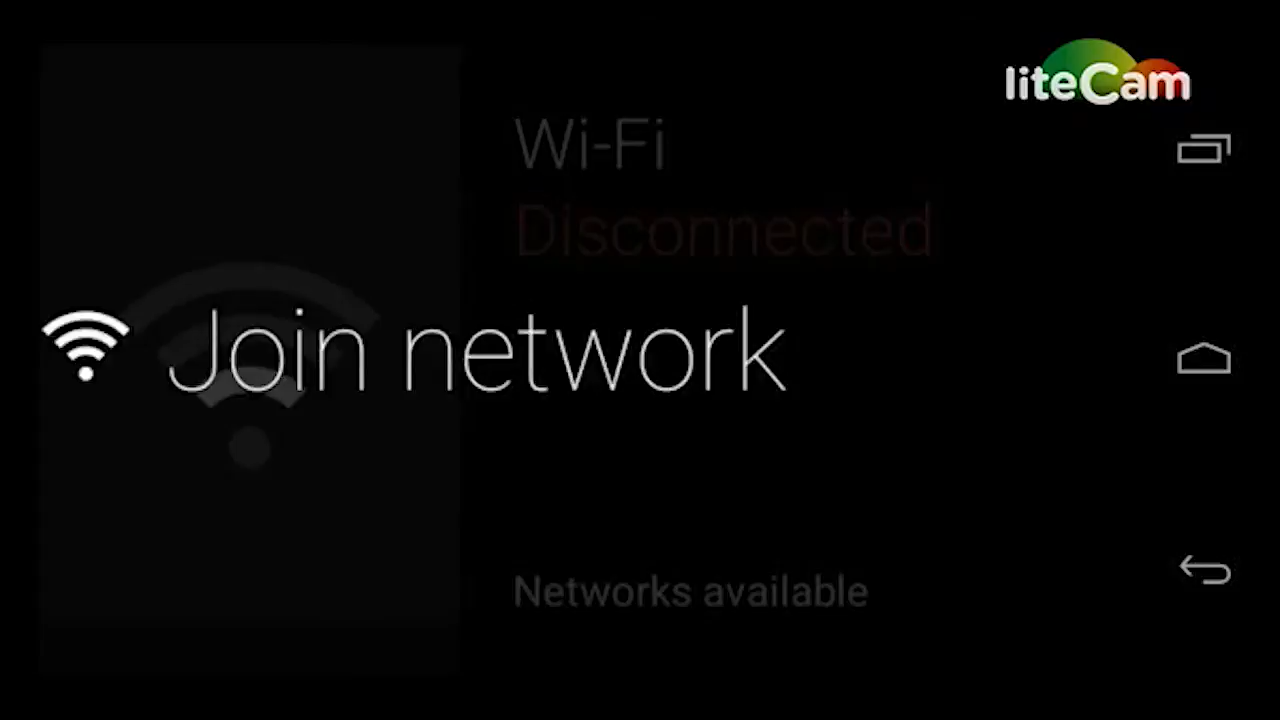 liteCam
Wi-Fi
Disconnected
Join network
Networks available